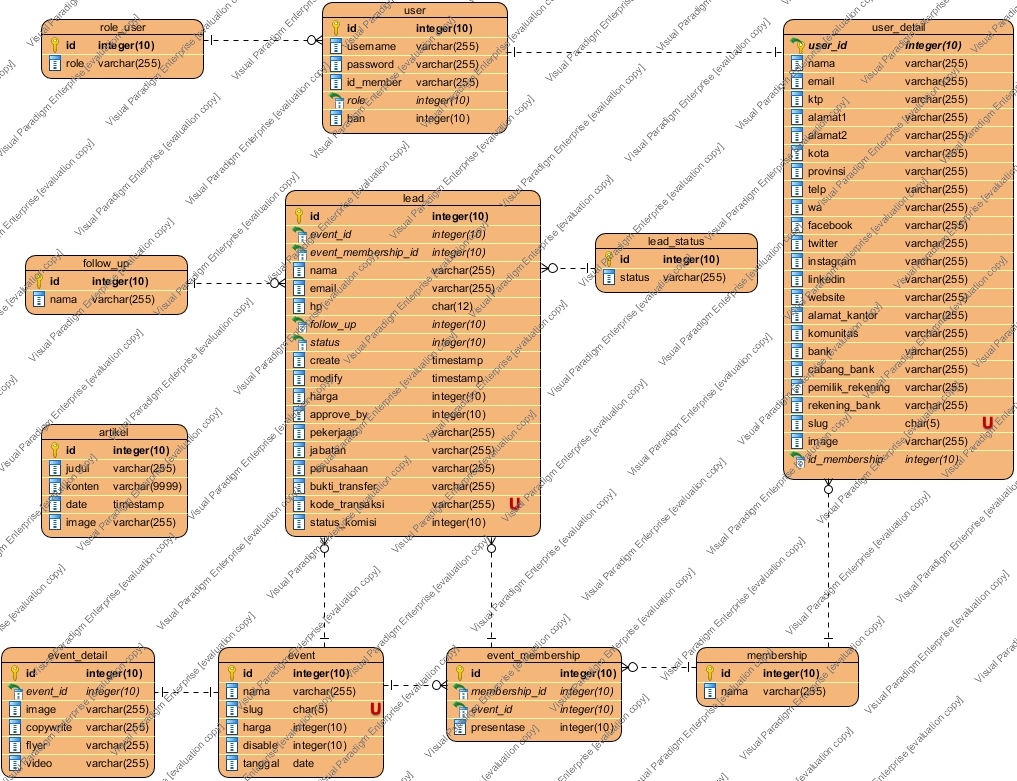 role_user
id integer(10)
role varchar(255)
user
id integer(10)
username varchar(255)
password varchar(255)
id_member varchar(255)
role integer(10)
ban integer(10)
user_detail
user_id integer(10)
nama varchar(255)
email varchar(255)
ktp varchar(255)
alamat1 varchar(255)
alamat2 varchar(255)
kota varchar(255)
provinsi varchar(255)
telp varchar(255)
wa varchar(255)
facebook varchar(255)
twitter varchar(255)
instagram varchar(255)
linkedin varchar(255)
website varchar(255)
alamat_kantor varchar(255)
komunitas varchar(255)
bank varchar(255)
cabang_bank varchar(255)
pemilik_rekening varchar(255)
rekening_bank varchar(255)
slug char(5) U
image varchar(255)
id_membership integer(10)
lead
id integer(10)
event_id integer(10)
event_membership_id integer(10)
nama varchar(255)
email varchar(255)
hp char(12)
follow_up integer(10)
status integer(10)
create timestamp
modify timestamp
harga integer(10)
approve_by integer(10)
pekerjaan varchar(255)
jabatan varchar(255)
perusahaan varchar(255)
bukti_transfer varchar(255)
kode_transaksi varchar(255) U
status_komisi integer(10)
lead_status
id integer(10)
status varchar(255)
follow_up
id integer(10)
nama varchar(255)
artikel
id integer(10)
judul varchar(255)
konten varchar(9999)
date timestamp
image varchar(255)
event_detail
id integer(10)
event_id integer(10)
image varchar(255)
copywrite varchar(255)
flyer varchar(255)
video varchar(255)
event
id integer(10)
nama varchar(255)
slug char(5) U
harga integer(10)
disable integer(10)
tanggal date
event_membership
id integer(10)
membership_id integer(10)
event_id integer(10)
presentase integer(10)
membership
id integer(10)
nama varchar(255)
Visual Paradigm Enterprise [evaluation copy]